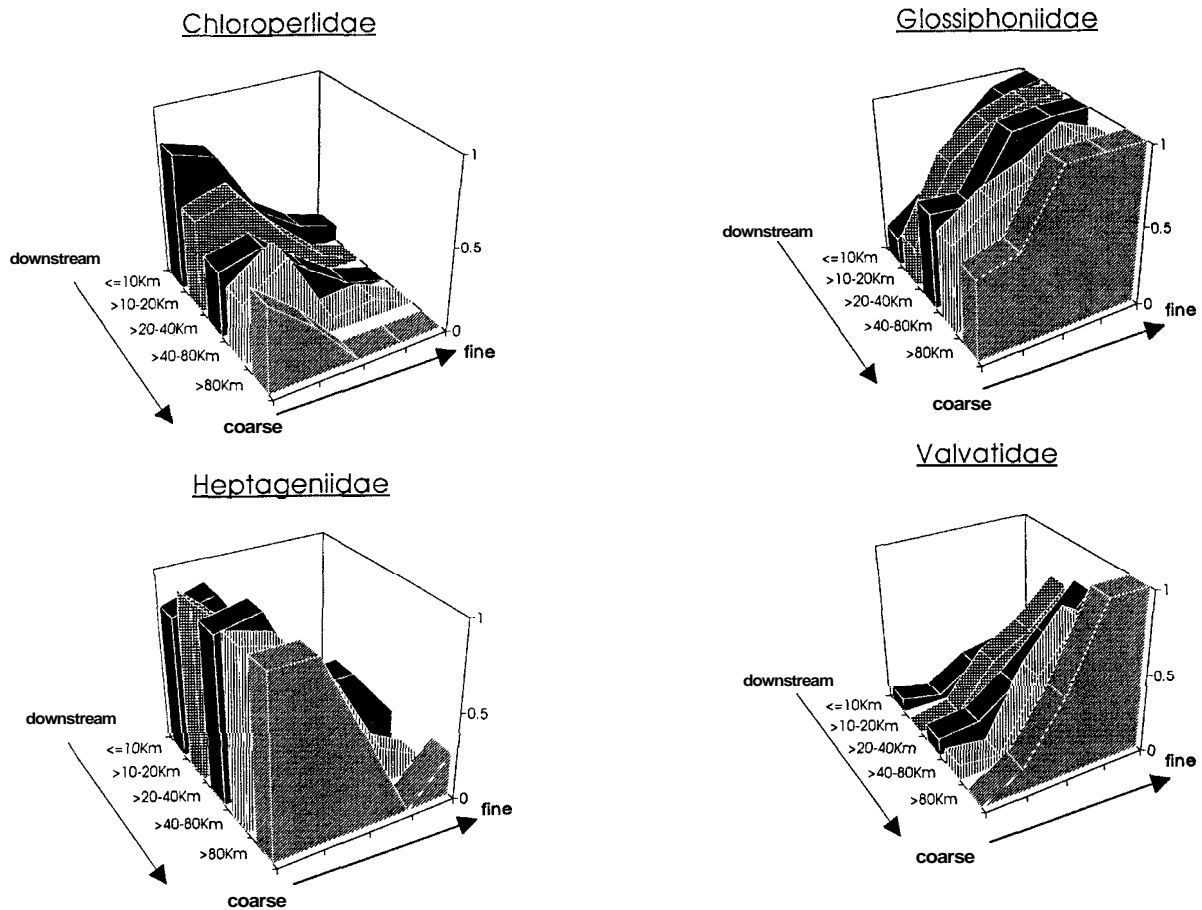 Chloroperlidae
1
0.5
0
downstream
<=10Km
>10-20Km
>20-40Km
>40-80Km
>80Km
fine
coarse
Glossiphoniidae
1
0.5
0
downstream
<=10Km
>10-20Km
>20-40Km
>40-80Km
>80Km
fine
coarse
Heptageniidae
1
0.5
0
downstream
<=10Km
>10-20Km
>20-40Km
>40-80Km
>80Km
fine
coarse
Valvatidae
1
0.5
0
downstream
<=10Km
>10-20Km
>20-40Km
>40-80Km
>80Km
fine
coarse